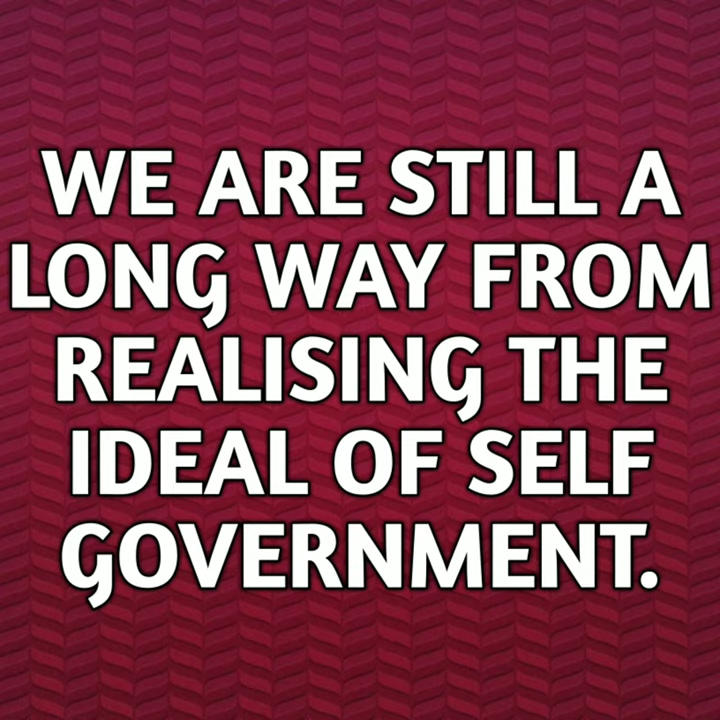 WE ARE STILL A
LONG WAY FROM
REALISING THE
IDEAL OF SELF
GOVERNMENT.